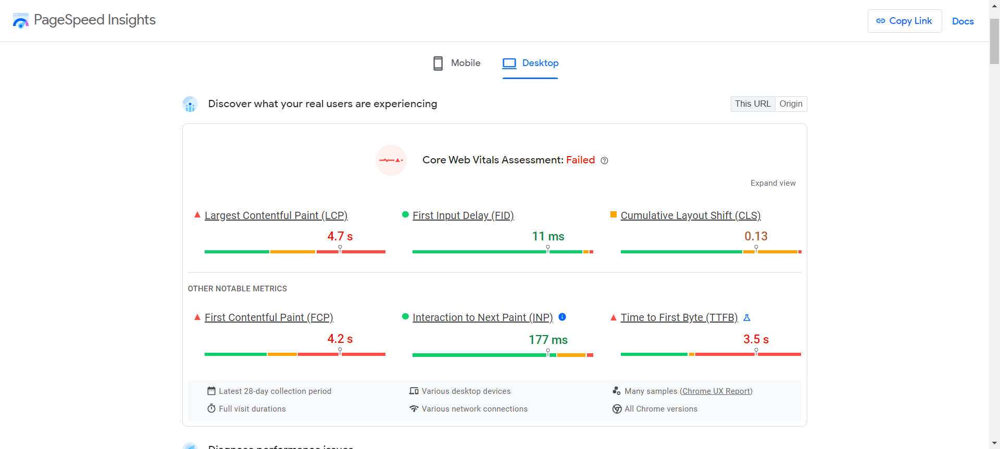 PageSpeed Insights
Copy Link
Docs
Mobile
Desktop
Discover what your real users are experiencing
This URL
Origin
Core Web Vitals Assessment: Failed
Expand view
Largest Contentful Paint (LCP)
4.7 s
First Input Delay (FID)
11 ms
Cumulative Layout Shift (CLS)
0.13
OTHER NOTABLE METRICS
First Contentful Paint (FCP)
4.2 s
Interaction to Next Paint (INP)
177 ms
Time to First Byte (TTFB)
3.5 s
Latest 28-day collection period
Various desktop devices
Many samples (Chrome UX Report)
Full visit durations
Various network connections
All Chrome versions
Diagnose performance issues